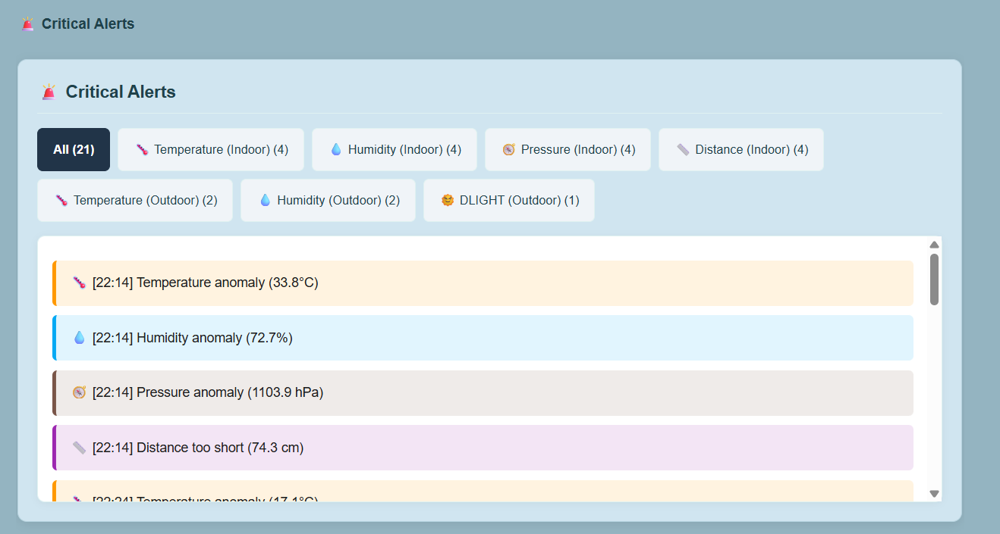 Critical Alerts
Critical Alerts
All (21)
Temperature (Indoor) (4)
Humidity (Indoor) (4)
Pressure (Indoor) (4)
Distance (Indoor) (4)
Temperature (Outdoor) (2)
Humidity (Outdoor) (2)
DLIGHT (Outdoor) (1)
[22:14] Temperature anomaly (33.8°C)
[22:14] Humidity anomaly (72.7%)
[22:14] Pressure anomaly (1103.9 hPa)
[22:14] Distance too short (74.3 cm)
[22:24] Temperature anomaly (17.1°C)